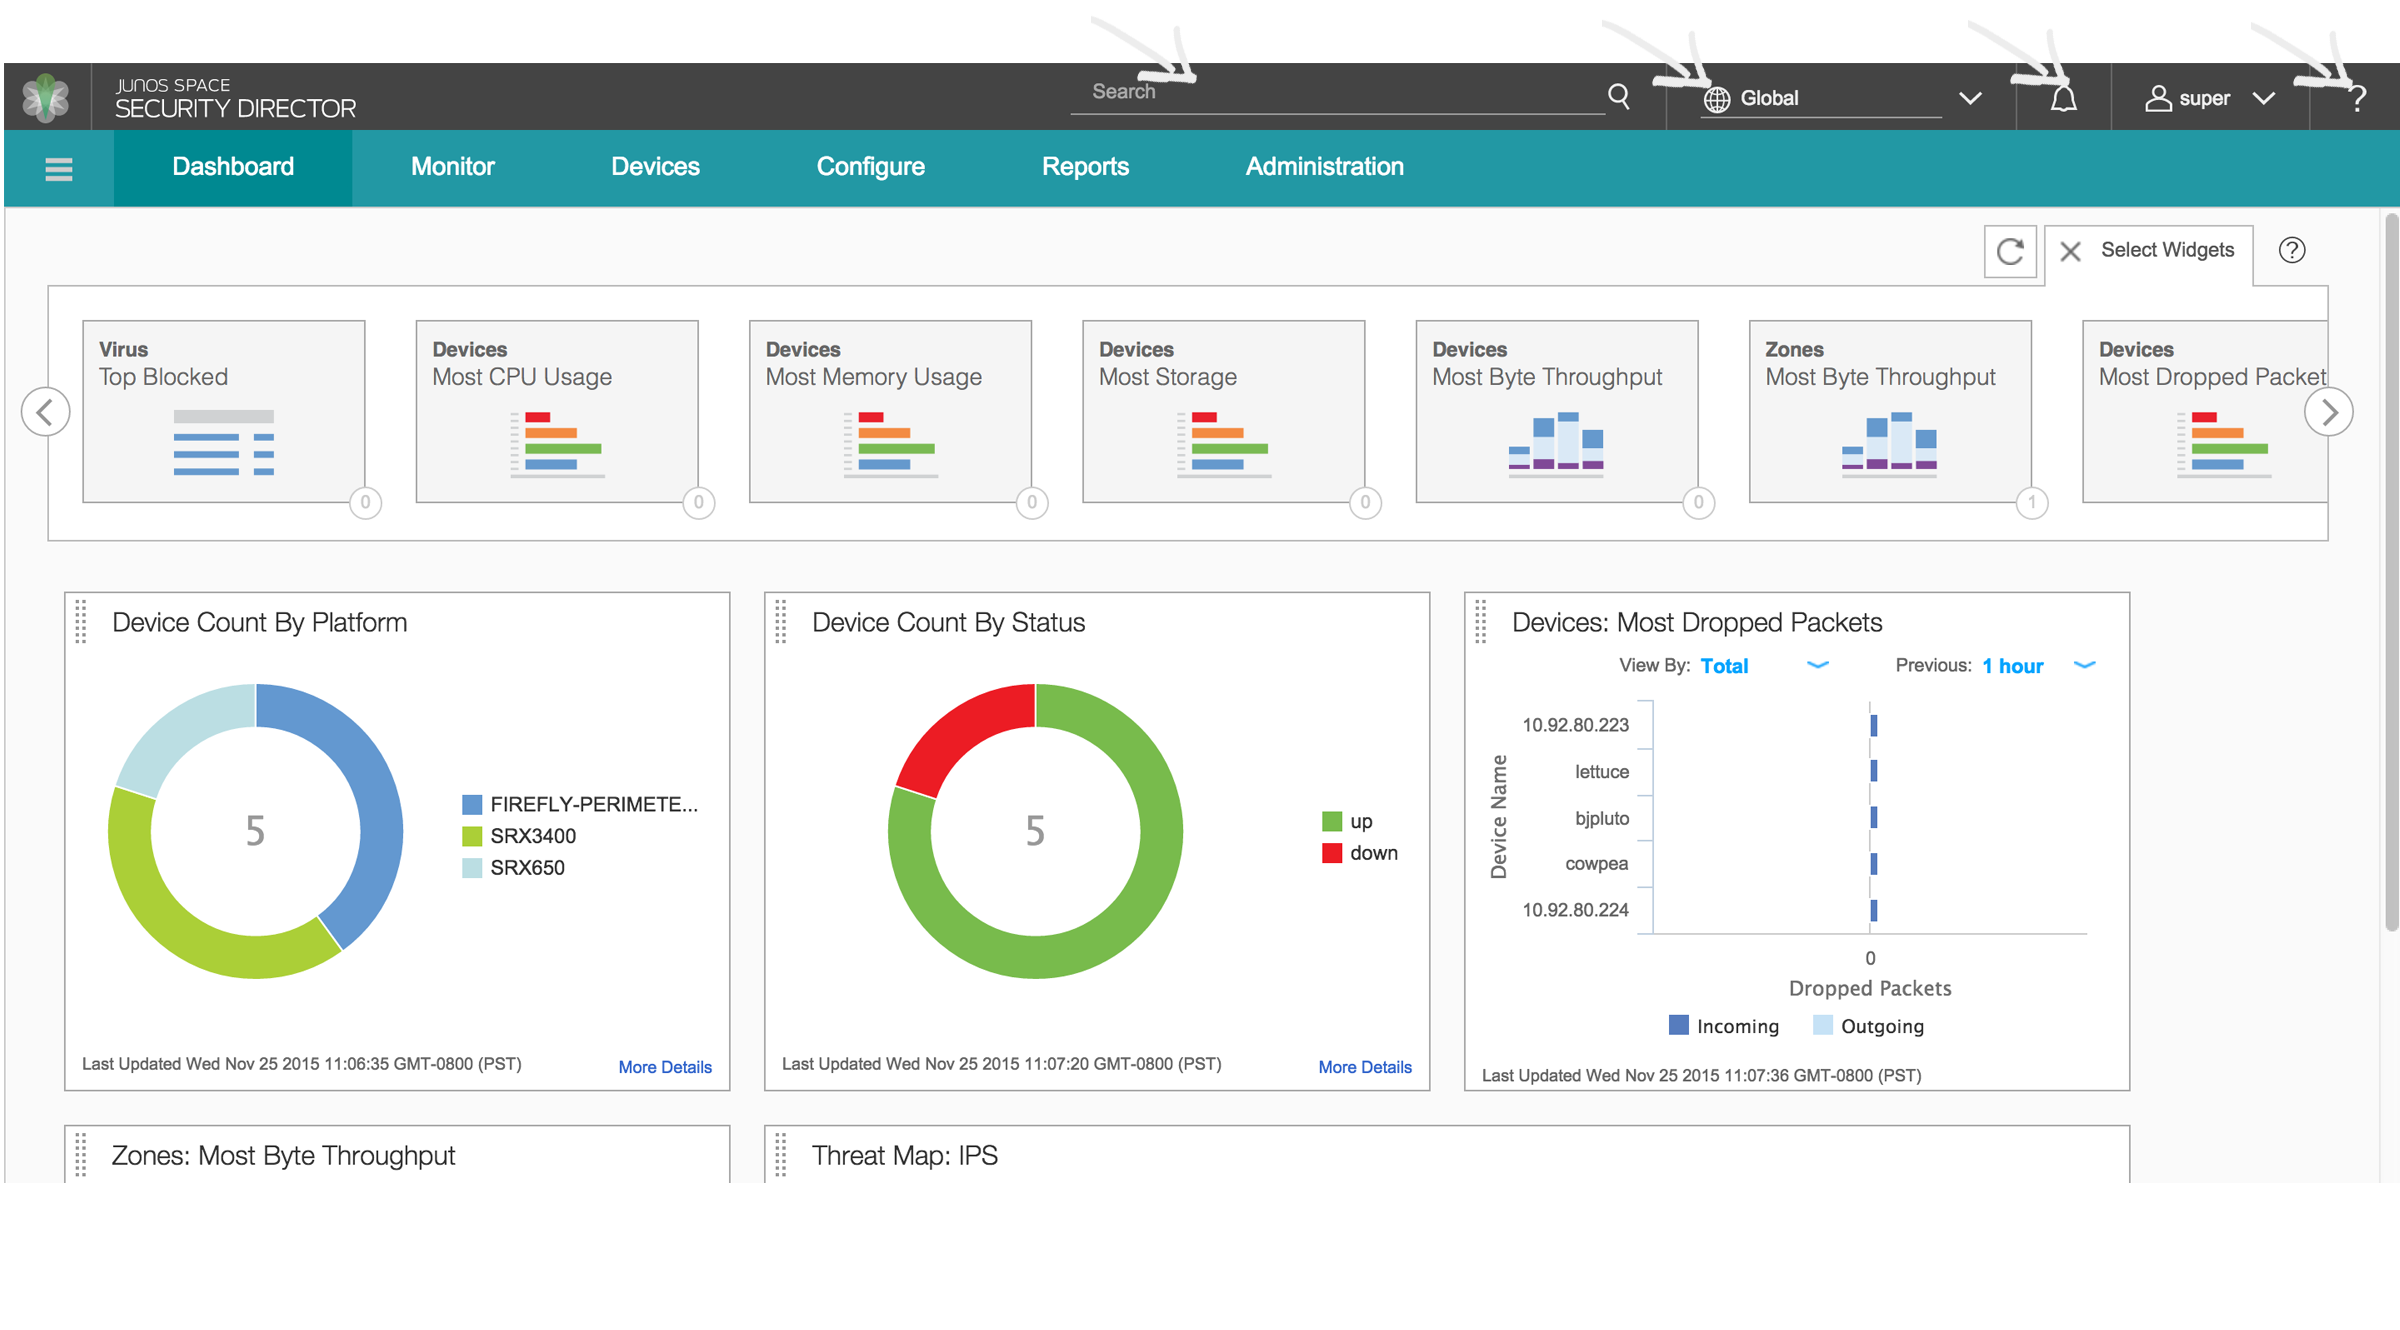 JUNOS SPACE
SECURITY DIRECTOR
Search
Global
super
?
Dashboard
Monitor
Devices
Configure
Reports
Administration
Select Widgets
?
Virus
Top Blocked
0
Devices
Most CPU Usage
0
Devices
Most Memory Usage
0
Devices
Most Storage
0
Devices
Most Byte Throughput
0
Zones
Most Byte Throughput
1
Devices
Most Dropped Packet
Device Count By Platform
5
FIREFLY-PERIMETE...
SRX3400
SRX650
Last Updated Wed Nov 25 2015 11:06:35 GMT-0800 (PST)
More Details
Device Count By Status
5
up
down
Last Updated Wed Nov 25 2015 11:07:20 GMT-0800 (PST)
More Details
Devices: Most Dropped Packets
View By: Total
Previous: 1 hour
Device Name
10.92.80.223
lettuce
bjpluto
cowpea
10.92.80.224
0
Dropped Packets
Incoming
Outgoing
Last Updated Wed Nov 25 2015 11:07:36 GMT-0800 (PST)
Zones: Most Byte Throughput
Threat Map: IPS